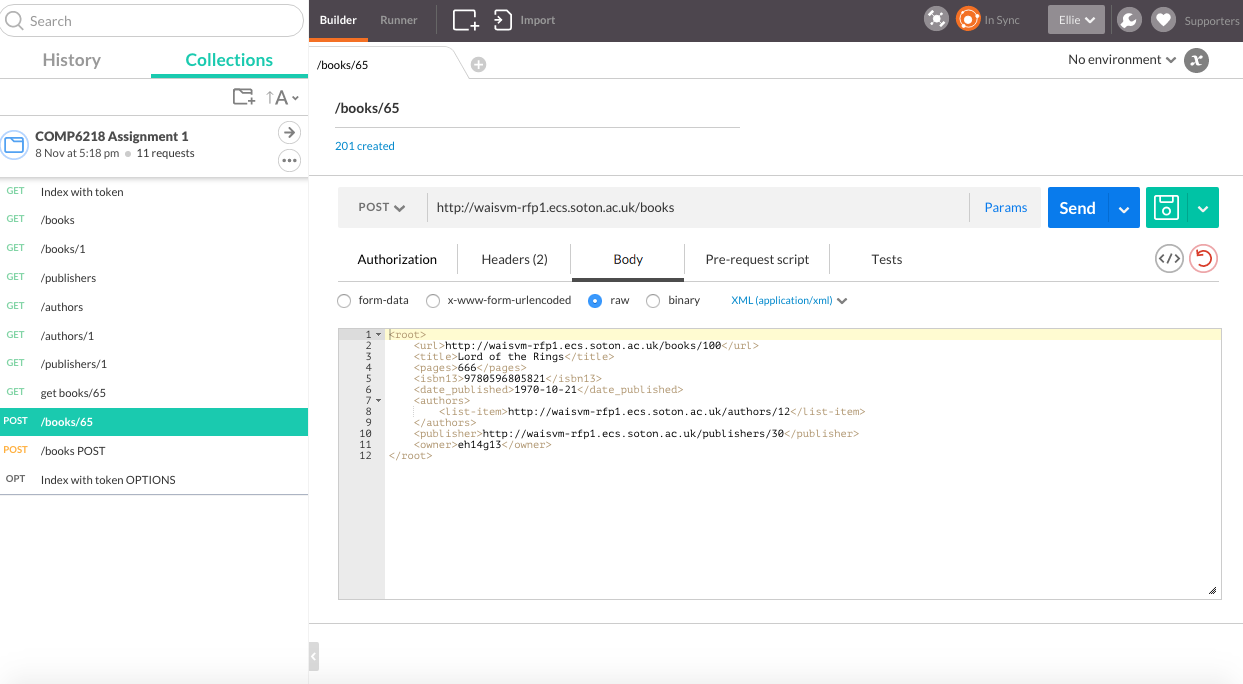 Search
Builder
Runner
Import
In Sync
Ellie
Supporters
History
Collections
/books/65
No environment
x
A
COMP6218 Assignment 1
8 Nov at 5:18 pm 11 requests
GET Index with token
GET /books
GET /books/1
GET /publishers
GET /authors
GET /authors/1
GET /publishers/1
GET get books/65
POST /books/65
POST /books POST
OPT Index with token OPTIONS
/books/65
201 created
POST http://waisvm-rfp1.ecs.soton.ac.uk/books Params Send
Authorization Headers (2) Body Pre-request script Tests
form-data x-www-form-urlencoded raw binary XML (application/xml)
1 <root>
2 <url>http://waisvm-rfp1.ecs.soton.ac.uk/books/100</url>
3 <title>Lord of the Rings</title>
4 <pages>666</pages>
5 <isbn13>9780596805821</isbn13>
6 <date_published>1970-10-21</date_published>
7 <authors>
8 <list-item>http://waisvm-rfp1.ecs.soton.ac.uk/authors/12</list-item>
9 </authors>
10 <publisher>http://waisvm-rfp1.ecs.soton.ac.uk/publishers/30</publisher>
11 <owner>eh14g13</owner>
12 </root>